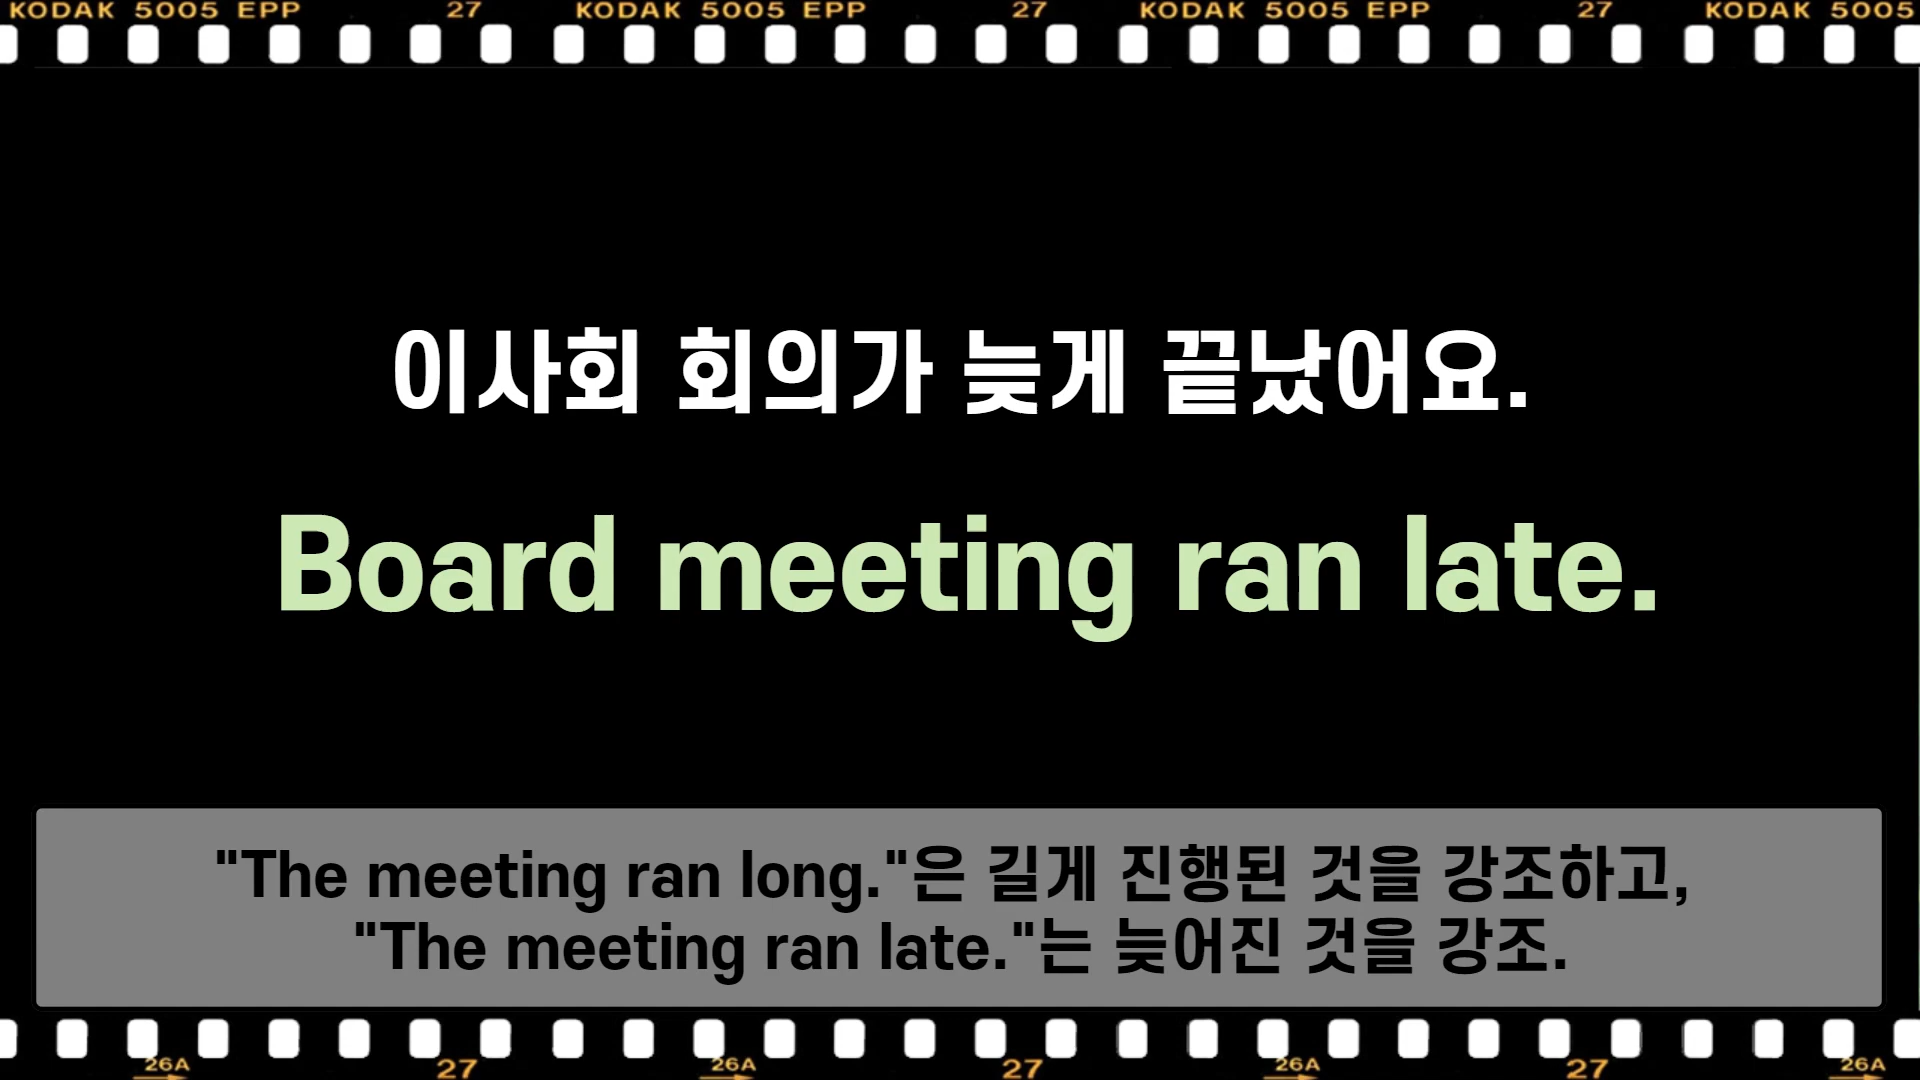 KODAK 5005 EPP 27 KODAK 5005 EPP 27 KODAK 5005 EPP 27 KODAK 5005
이사회 회의가 늦게 끝났어요.
Board meeting ran late.
"The meeting ran long."은 길게 진행된 것을 강조하고,
"The meeting ran late."는 늦어진 것을 강조.
26A 27 26A 27 26A 27 26A